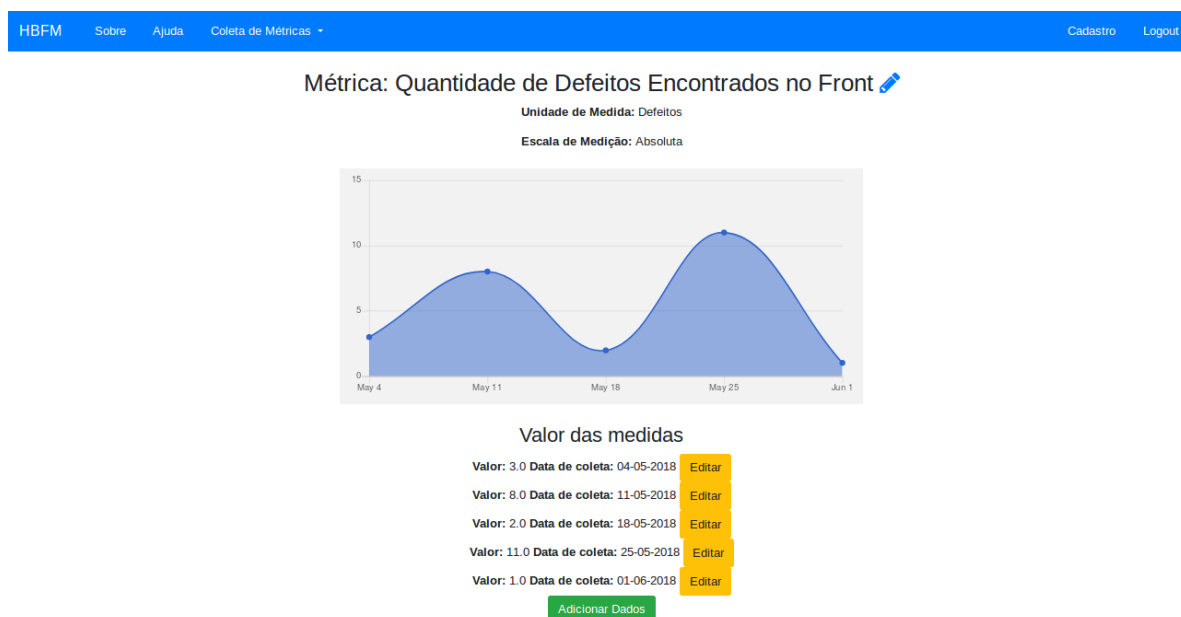 HBFM Sobre Ajuda Coleta de Métricas Cadastro Logout
Métrica: Quantidade de Defeitos Encontrados no Front
Unidade de Medida: Defeitos
Escala de Medição: Absoluta
15
10
5
0
May 4 May 11 May 18 May 25 Jun 1
Valor das medidas
Valor: 3.0 Data de coleta: 04-05-2018 Editar
Valor: 8.0 Data de coleta: 11-05-2018 Editar
Valor: 2.0 Data de coleta: 18-05-2018 Editar
Valor: 11.0 Data de coleta: 25-05-2018 Editar
Valor: 1.0 Data de coleta: 01-06-2018 Editar
Adicionar Dados